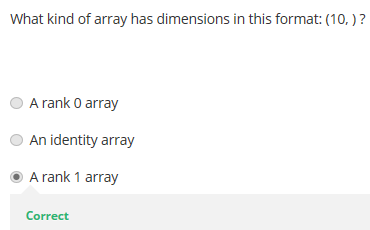 What kind of array has dimensions in this format: (10, ) ?
A rank 0 array
An identity array
A rank 1 array
Correct